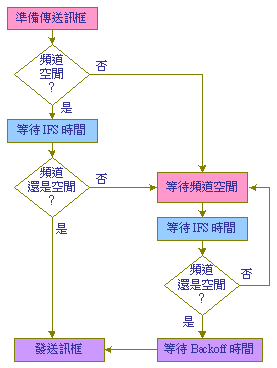 準備傳送訊框
頻道
空閒
?
否
是
等待 IFS 時間
頻道
還是空閒
?
否
是
等待頻道空閒
等待 IFS 時間
頻道
還是空閒
?
否
是
發送訊框
等待 Backoff 時間